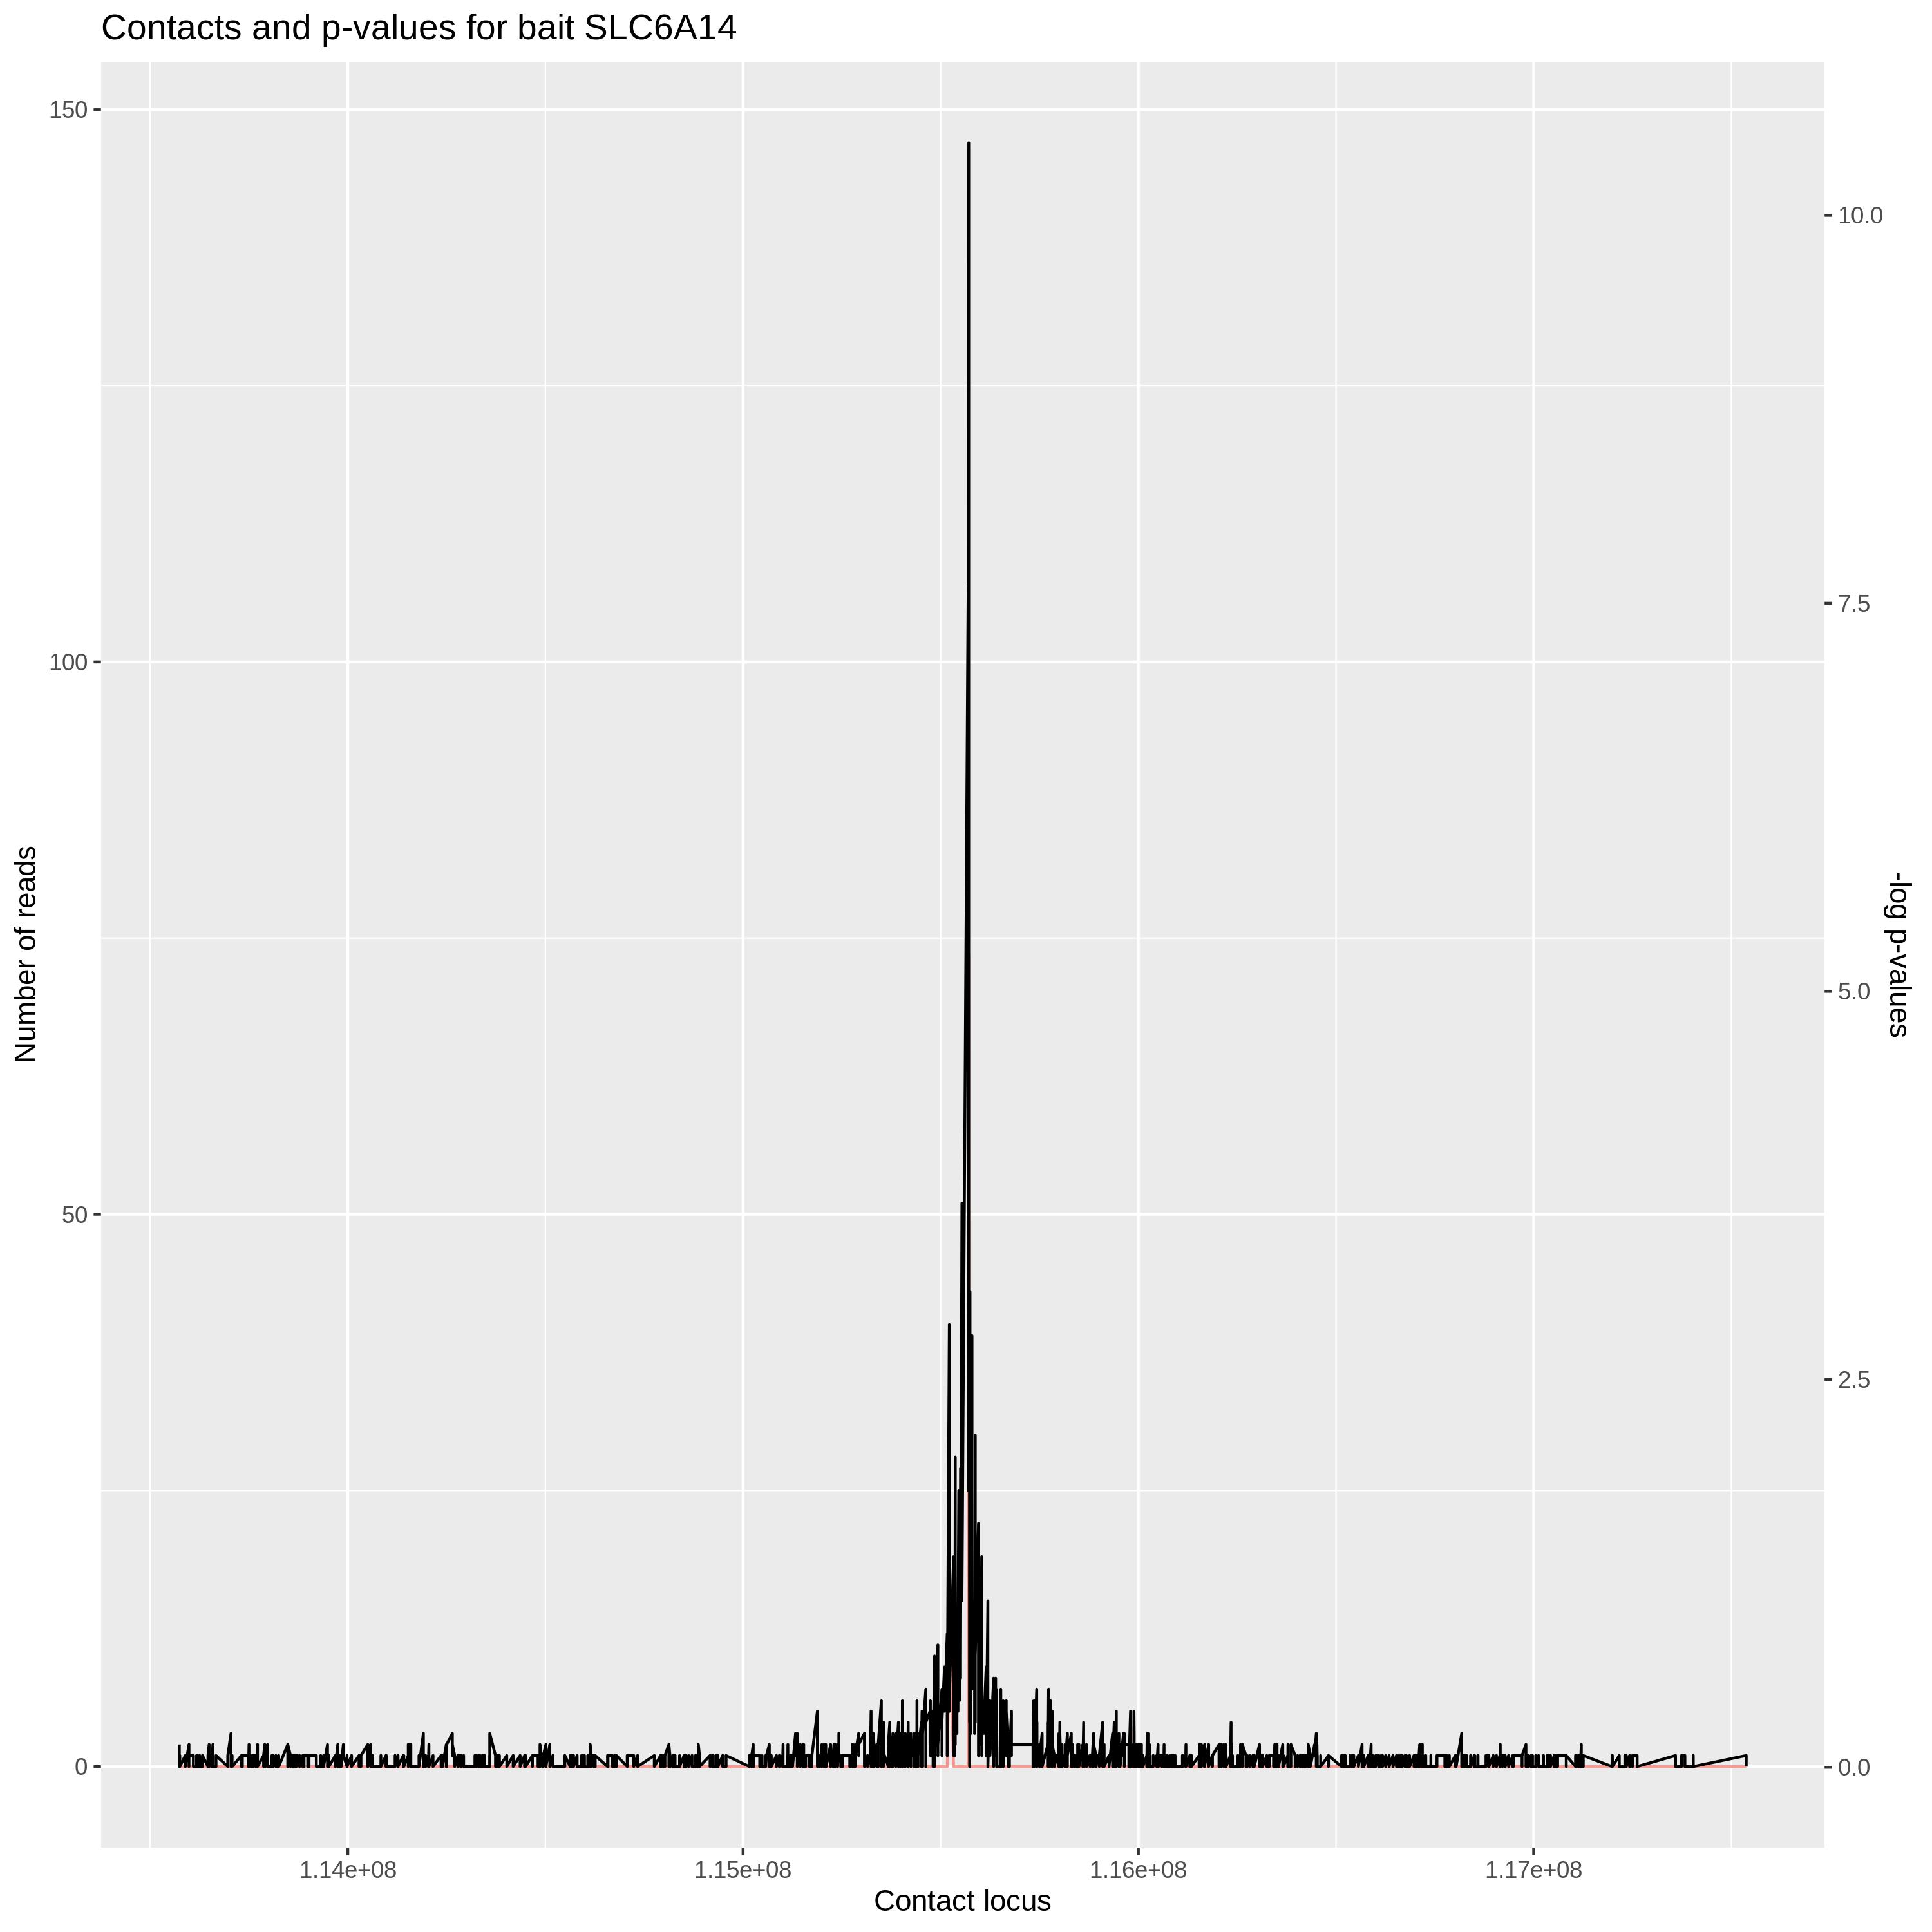 Contacts and p-values for bait SLC6A14
150
100
50
0
Number of reads
10.0
7.5
5.0
2.5
0.0
-log p-values
1.14e+08
1.15e+08
1.16e+08
1.17e+08
Contact locus